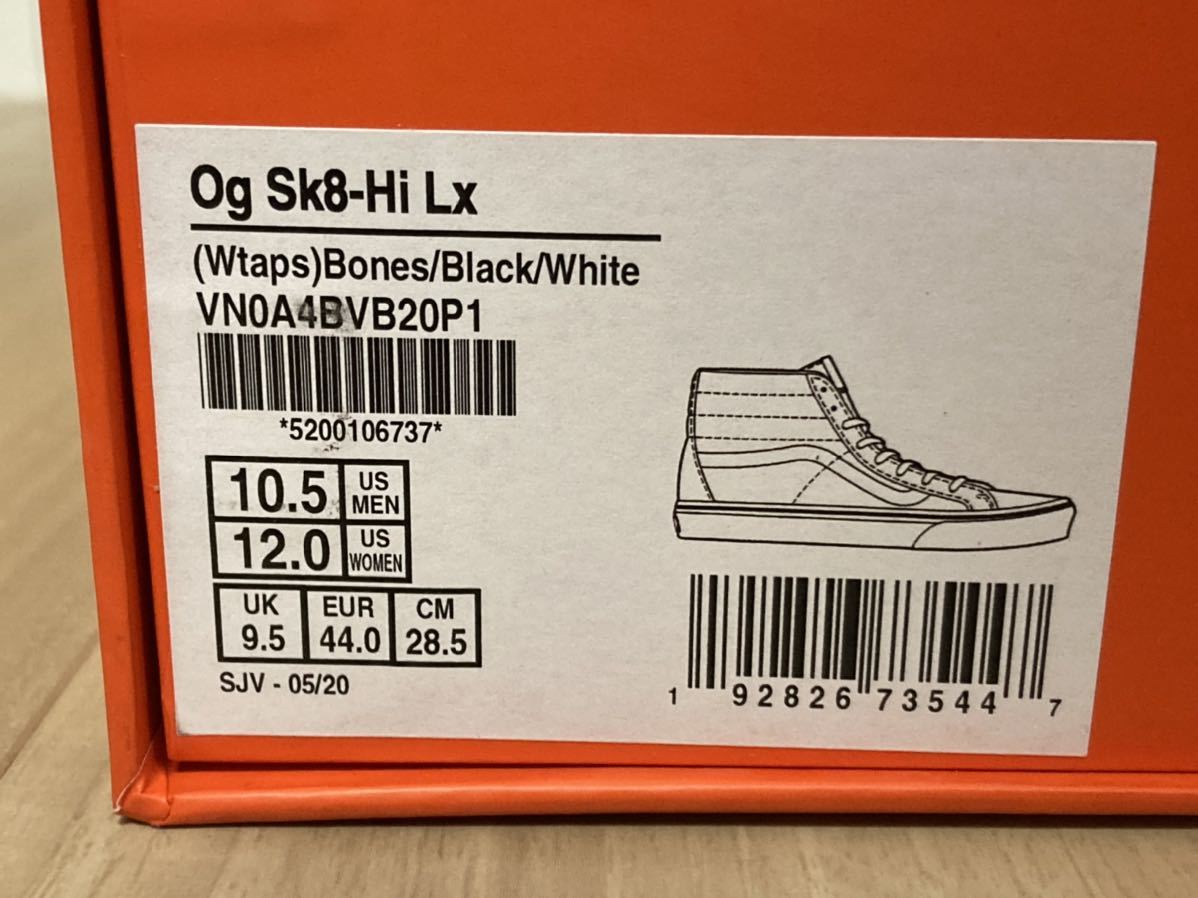 Og Sk8-Hi Lx
(Wtaps)Bones/Black/White
VN0A4BVB20P1
*5200106737*
10.5 US MEN
12.0 US WOMEN
UK EUR CM
9.5 44.0 28.5
SJV - 05/20
1 92826 73544 7